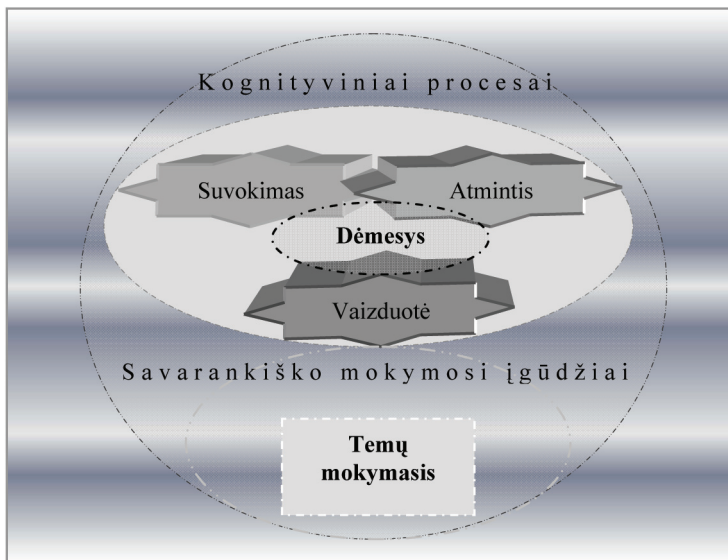 Kognityviniai procesai
Suvokimas
Atmintis
Dėmesys
Vaizduotė
Savarankiško mokymosi įgūdžiai
Temų
mokymasis